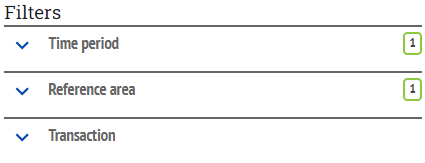 Filters
Time period 1
Reference area 1
Transaction